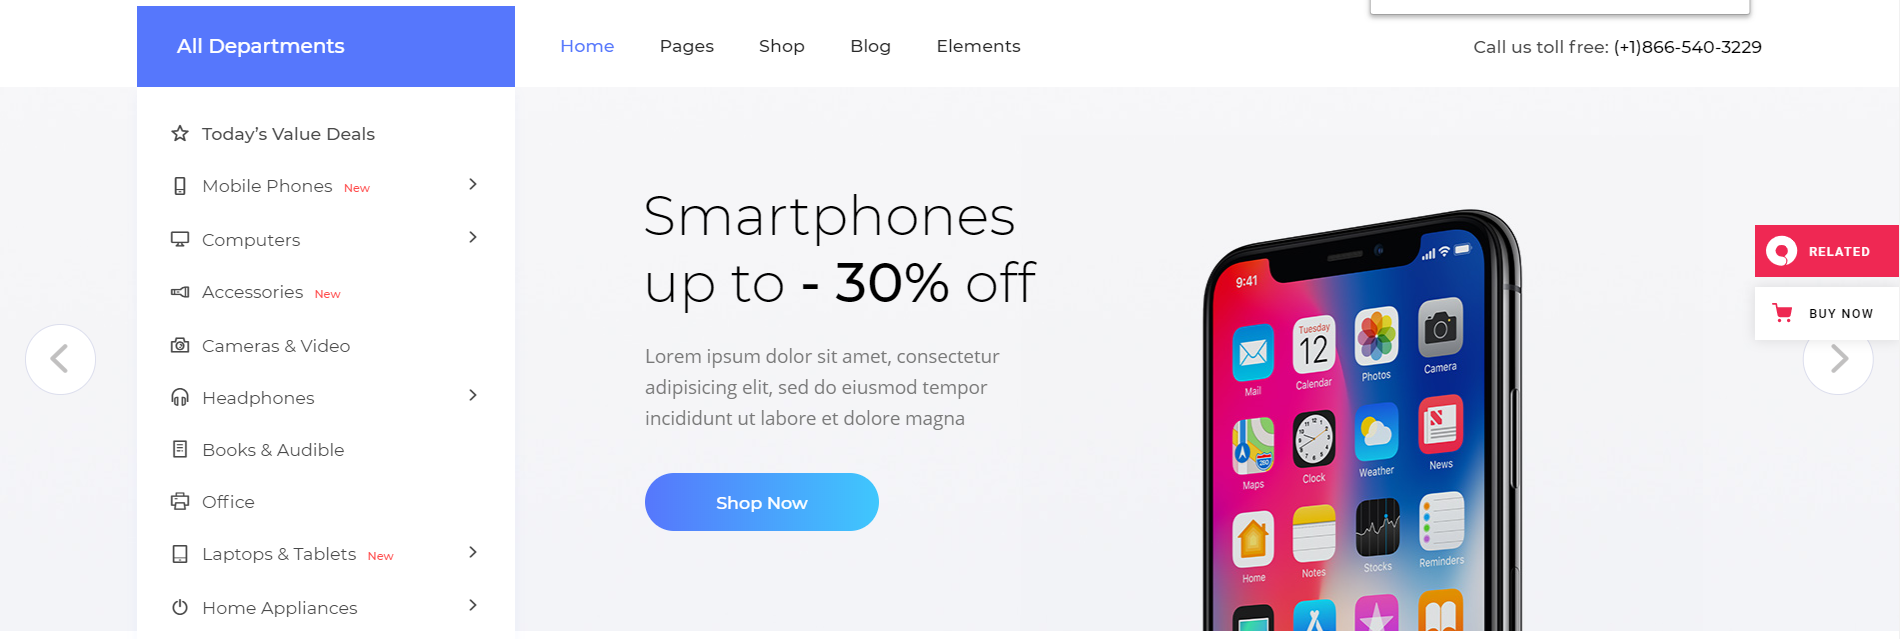 All Departments
Home Pages Shop Blog Elements
Call us toll free: (+1)866-540-3229
Today's Value Deals
Mobile Phones New
Computers
Accessories New
Cameras & Video
Headphones
Books & Audible
Office
Laptops & Tablets New
Home Appliances
Smartphones
up to - 30% off
Lorem ipsum dolor sit amet, consectetur
adipisicing elit, sed do eiusmod tempor
incididunt ut labore et dolore magna
Shop Now
9:41
Tuesday
12
Mail Calendar Photos Camera
Maps Clock Weather News
Home Notes Stocks Reminders
RELATED
BUY NOW